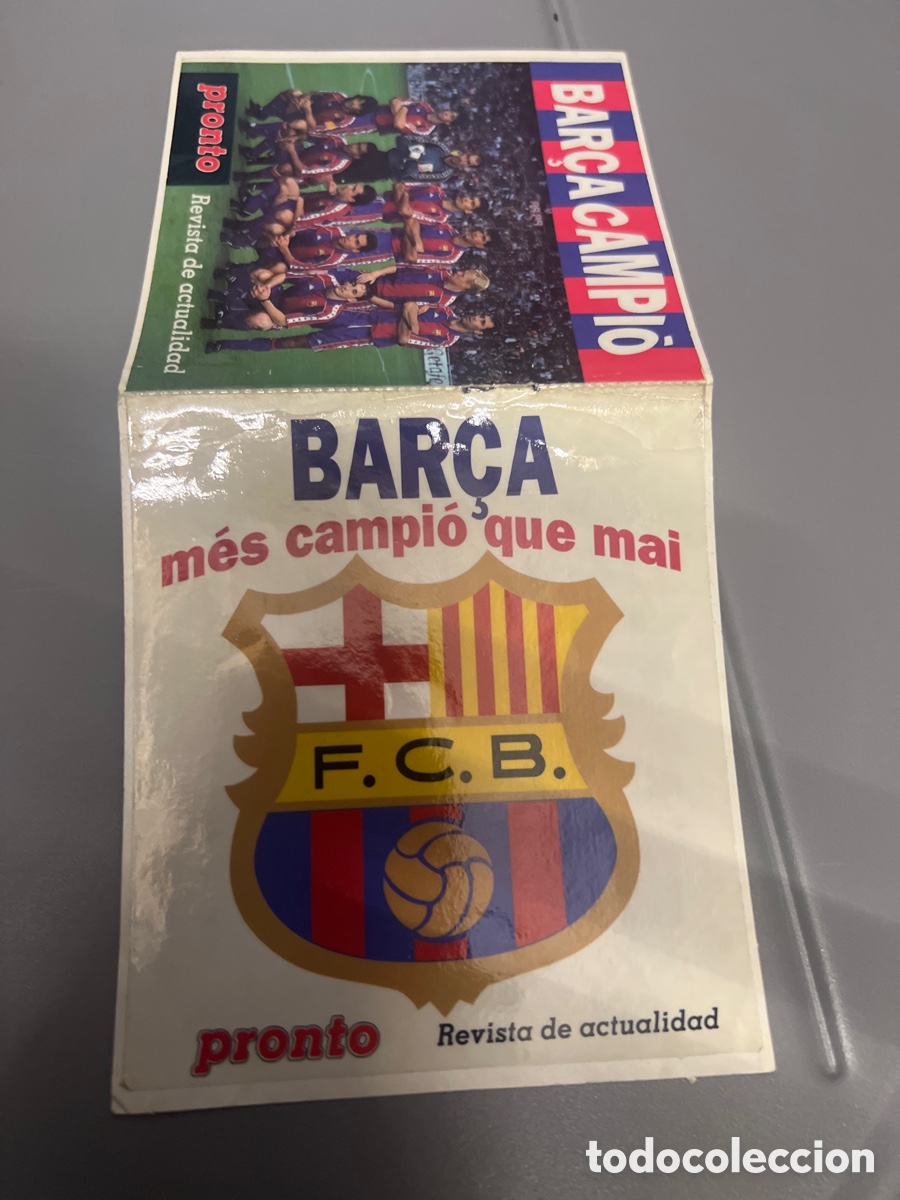 BARÇA CAMPIÓ
pronto
Revista de actualidad
BARÇA
més campió que mai
F.C.B.
pronto
Revista de actualidad
todocoleccion